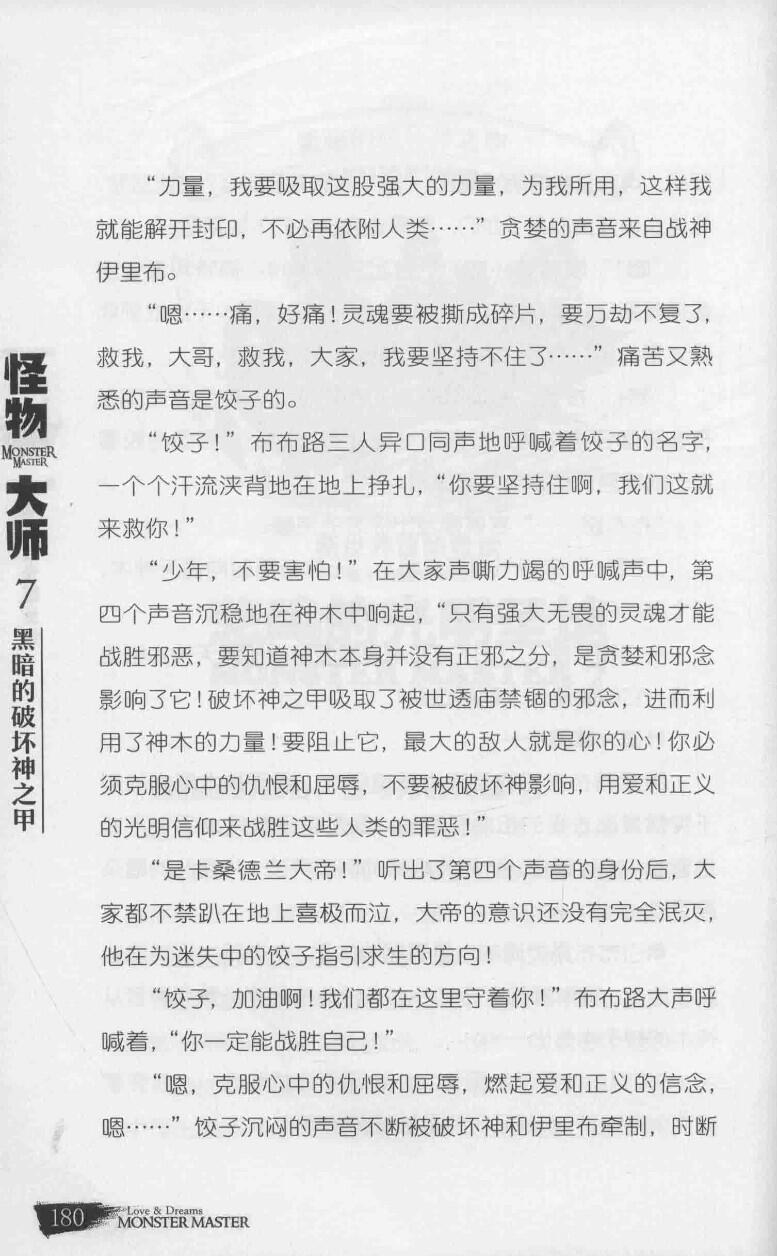 “力量，我要吸取这股强大的力量，为我所用，这样我
就能解开封印，不必再依附人类……”贪婪的声音来自战神
伊里布。
“嗯……痛，好痛！灵魂要被撕成碎片，要万劫不复了，
救我，大哥，救我，大家，我要坚持不住了……”痛苦又熟
悉的声音是饺子的。
“饺子！”布布路三人异口同声地呼喊着饺子的名字，
一个个汗流浃背地在地上挣扎，“你要坚持住啊，我们这就
来救你！”
“少年，不要害怕！”在大家声嘶力竭的呼喊声中，第
四个声音沉稳地在神木中响起，“只有强大无畏的灵魂才能
战胜邪恶，要知道神木本身并没有正邪之分，是贪婪和邪念
影响了它！破坏神之甲吸取了被世透庙禁锢的邪念，进而利
用了神木的力量！要阻止它，最大的敌人就是你的心！你必
须克服心中的仇恨和屈辱，不要被破坏神影响，用爱和正义
的光明信仰来战胜这些人类的罪恶！”
“是卡桑德兰大帝！”听出了第四个声音的身份后，大
家都不禁趴在地上喜极而泣，大帝的意识还没有完全泯灭，
他在为迷失中的饺子指引求生的方向！
“饺子，加油啊！我们都在这里守着你！”布布路大声呼
喊着，“你一定能战胜自己！”
“嗯，克服心中的仇恨和屈辱，燃起爱和正义的信念，
嗯……”饺子沉闷的声音不断被破坏神和伊里布牵制，时断
怪物
MONSTER
MASTER
大师
7
黑暗的破坏神之甲
180
Love & Dreams
MONSTER MASTER